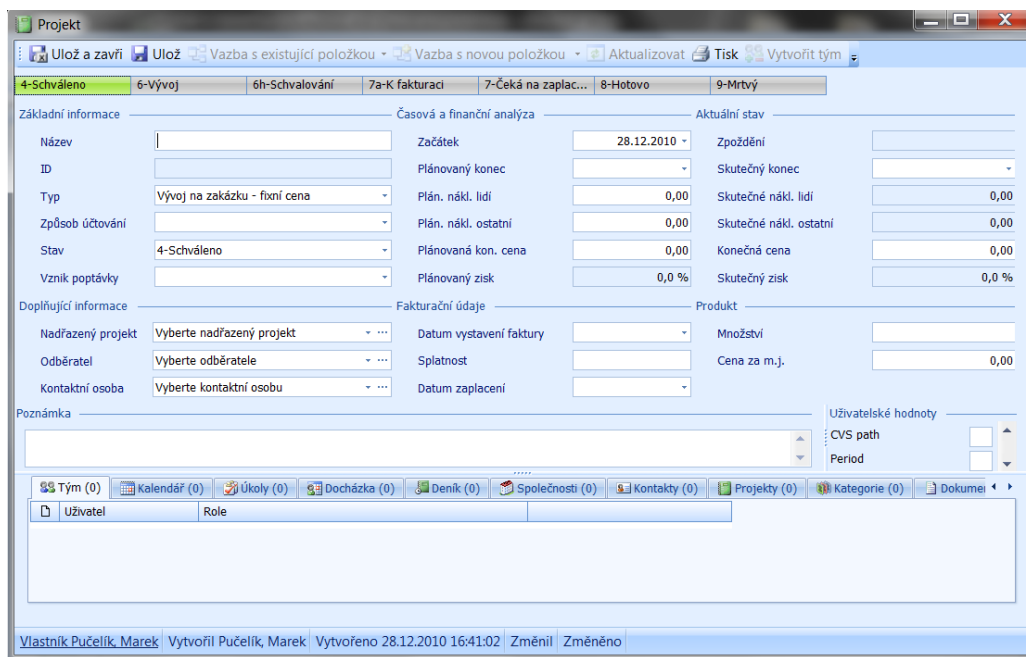 Projekt
Ulož a zavři Ulož Vazba s existující položkou Vazba s novou položkou Aktualizovat Tisk Vytvořit tým
4-Schváleno 6-Vývoj 6h-Schvalování 7a-K fakturaci 7-Čeká na zaplac... 8-Hotovo 9-Mrtvý
Základní informace Časová a finanční analýza Aktuální stav
Název Začátek 28.12.2010 Zpoždění
ID Plánovaný konec Skutečný konec
Typ Vývoj na zakázku - fixní cena Plán. nákl. lidí 0,00 Skutečné nákl. lidí 0,00
Způsob účtování Plán. nákl. ostatní 0,00 Skutečné nákl. ostatní 0,00
Stav 4-Schváleno Plánovaná kon. cena 0,00 Konečná cena 0,00
Vznik poptávky Plánovaný zisk 0,0 % Skutečný zisk 0,0 %
Doplňující informace Fakturační údaje Produkt
Nadřazený projekt Vyberte nadřazený projekt Datum vystavení faktury Množství
Odběratel Vyberte odběratele Splatnost Cena za m.j. 0,00
Kontaktní osoba Vyberte kontaktní osobu Datum zaplacení
Poznámka Uživatelské hodnoty
CVS path
Period
Tým (0) Kalendář (0) Úkoly (0) Docházka (0) Deník (0) Společnosti (0) Kontakty (0) Projekty (0) Kategorie (0) Dokumen
Uživatel Role
Vlastník Pučelík, Marek Vytvořil Pučelík, Marek Vytvořeno 28.12.2010 16:41:02 Změnil Změněno